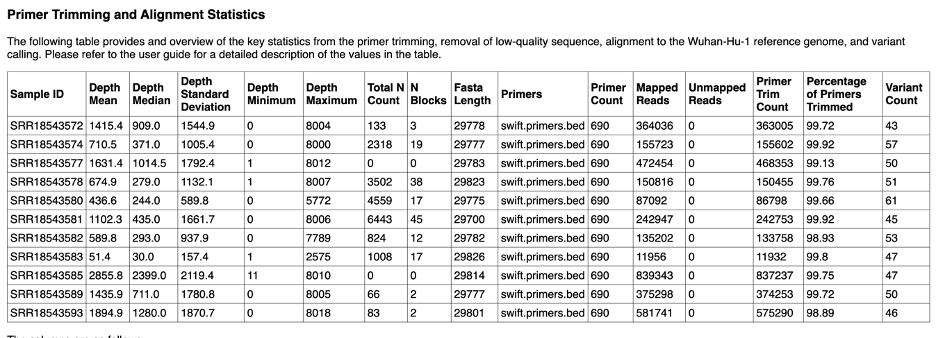 Primer Trimming and Alignment Statistics
The following table provides and overview of the key statistics from the primer trimming, removal of low-quality sequence, alignment to the Wuhan-Hu-1 reference genome, and variant
calling. Please refer to the user guide for a detailed description of the values in the table.
Sample ID Depth Mean Depth Median Depth Standard Deviation Depth Minimum Depth Maximum Total N Count N Blocks Fasta Length Primers Primer Count Mapped Reads Unmapped Reads Primer Trim Count Percentage of Primers Trimmed Variant Count
SRR18543572 1415.4 909.0 1544.9 0 8004 133 3 29778 swift.primers.bed 690 364036 0 363005 99.72 43
SRR18543574 710.5 371.0 1005.4 0 8000 2318 19 29777 swift.primers.bed 690 155723 0 155602 99.92 57
SRR18543577 1631.4 1014.5 1792.4 1 8012 0 0 29783 swift.primers.bed 690 472454 0 468353 99.13 50
SRR18543578 674.9 279.0 1132.1 1 8007 3502 38 29823 swift.primers.bed 690 150816 0 150455 99.76 51
SRR18543580 436.6 244.0 589.8 0 5772 4559 17 29775 swift.primers.bed 690 87092 0 86798 99.66 61
SRR18543581 1102.3 435.0 1661.7 0 8006 6443 45 29700 swift.primers.bed 690 242947 0 242753 99.92 45
SRR18543582 589.8 293.0 937.9 0 7789 824 12 29782 swift.primers.bed 690 135202 0 133758 98.93 53
SRR18543583 51.4 30.0 157.4 1 2575 1008 17 29826 swift.primers.bed 690 11956 0 11932 99.8 47
SRR18543585 2855.8 2399.0 2119.4 11 8010 0 0 29814 swift.primers.bed 690 839343 0 837237 99.75 47
SRR18543589 1435.9 711.0 1780.8 0 8005 66 2 29777 swift.primers.bed 690 375298 0 374253 99.72 50
SRR18543593 1894.9 1280.0 1870.7 0 8018 83 2 29801 swift.primers.bed 690 581741 0 575290 98.89 46